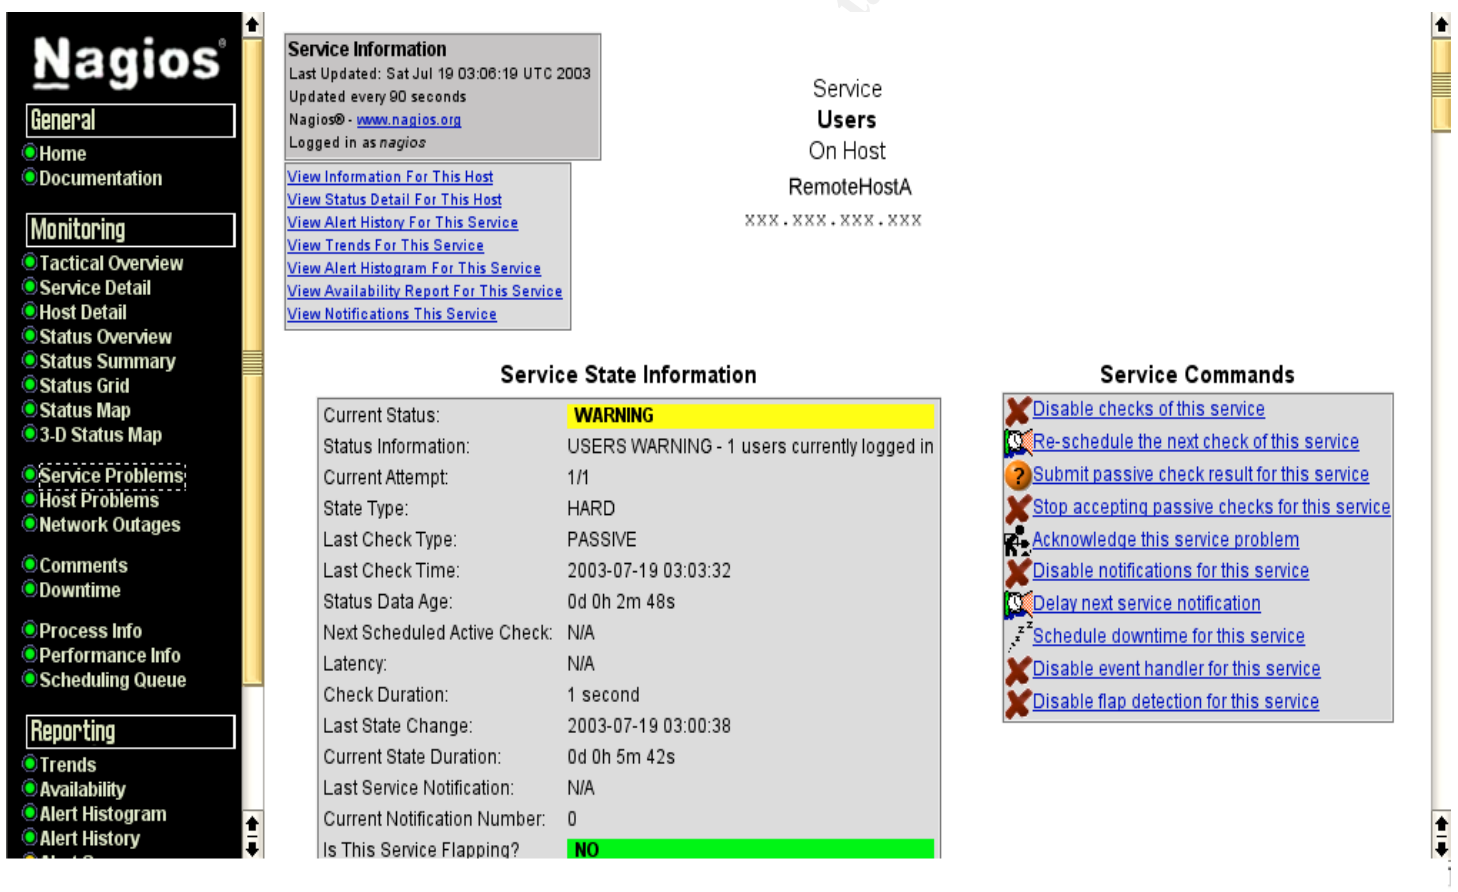 Nagios®
General
Home
Documentation
Monitoring
Tactical Overview
Service Detail
Host Detail
Status Overview
Status Summary
Status Grid
Status Map
3-D Status Map
Service Problems
Host Problems
Network Outages
Comments
Downtime
Process Info
Performance Info
Scheduling Queue
Reporting
Trends
Availability
Alert Histogram
Alert History
Service Information
Last Updated: Sat Jul 19 03:06:19 UTC 2003
Updated every 90 seconds
Nagios® - www.nagios.org
Logged in as nagios
View Information For This Host
View Status Detail For This Host
View Alert History For This Service
View Trends For This Service
View Alert Histogram For This Service
View Availability Report For This Service
View Notifications This Service
Service
Users
On Host
RemoteHostA
xxx.xxx.xxx.xxx
Service State Information
Current Status: WARNING
Status Information: USERS WARNING - 1 users currently logged in
Current Attempt: 1/1
State Type: HARD
Last Check Type: PASSIVE
Last Check Time: 2003-07-19 03:03:32
Status Data Age: 0d 0h 2m 48s
Next Scheduled Active Check: N/A
Latency: N/A
Check Duration: 1 second
Last State Change: 2003-07-19 03:00:38
Current State Duration: 0d 0h 5m 42s
Last Service Notification: N/A
Current Notification Number: 0
Is This Service Flapping? NO
Service Commands
Disable checks of this service
Re-schedule the next check of this service
Submit passive check result for this service
Stop accepting passive checks for this service
Acknowledge this service problem
Disable notifications for this service
Delay next service notification
Schedule downtime for this service
Disable event handler for this service
Disable flap detection for this service